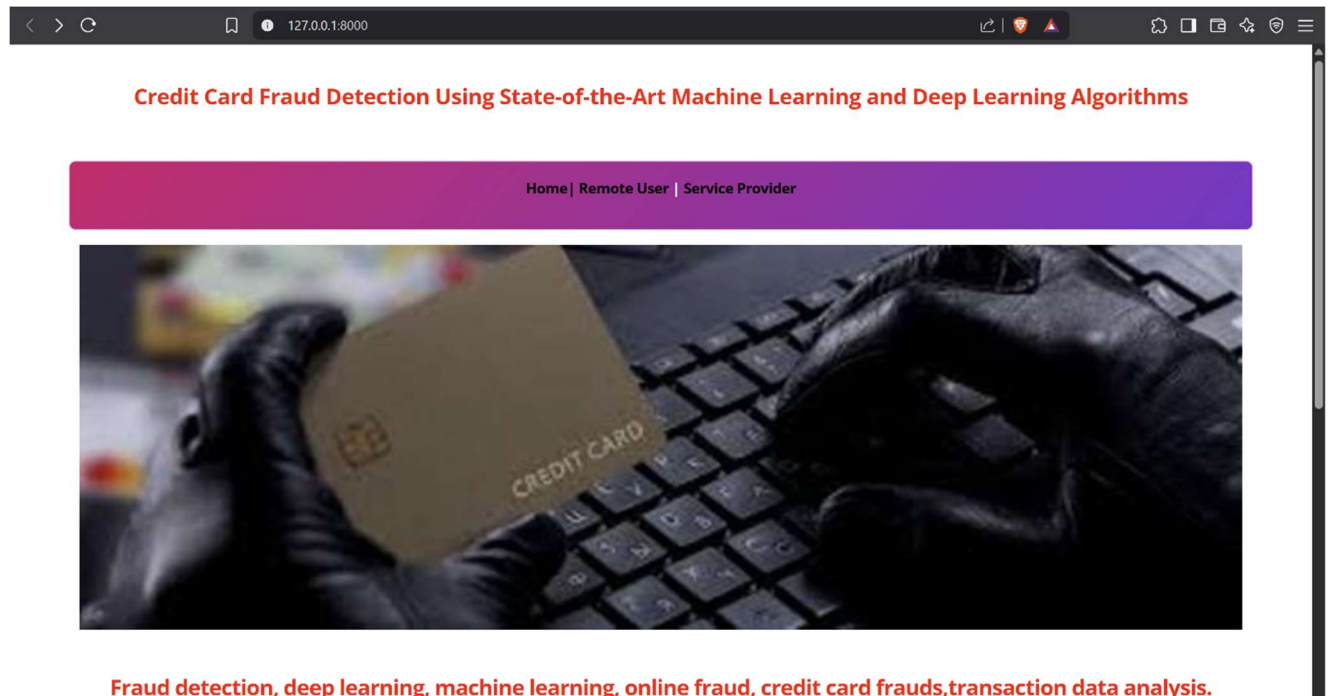 127.0.0.1:8000
Credit Card Fraud Detection Using State-of-the-Art Machine Learning and Deep Learning Algorithms
Home| Remote User | Service Provider
CREDIT CARD
Fraud detection, deep learning, machine learning, online fraud, credit card frauds,transaction data analysis.